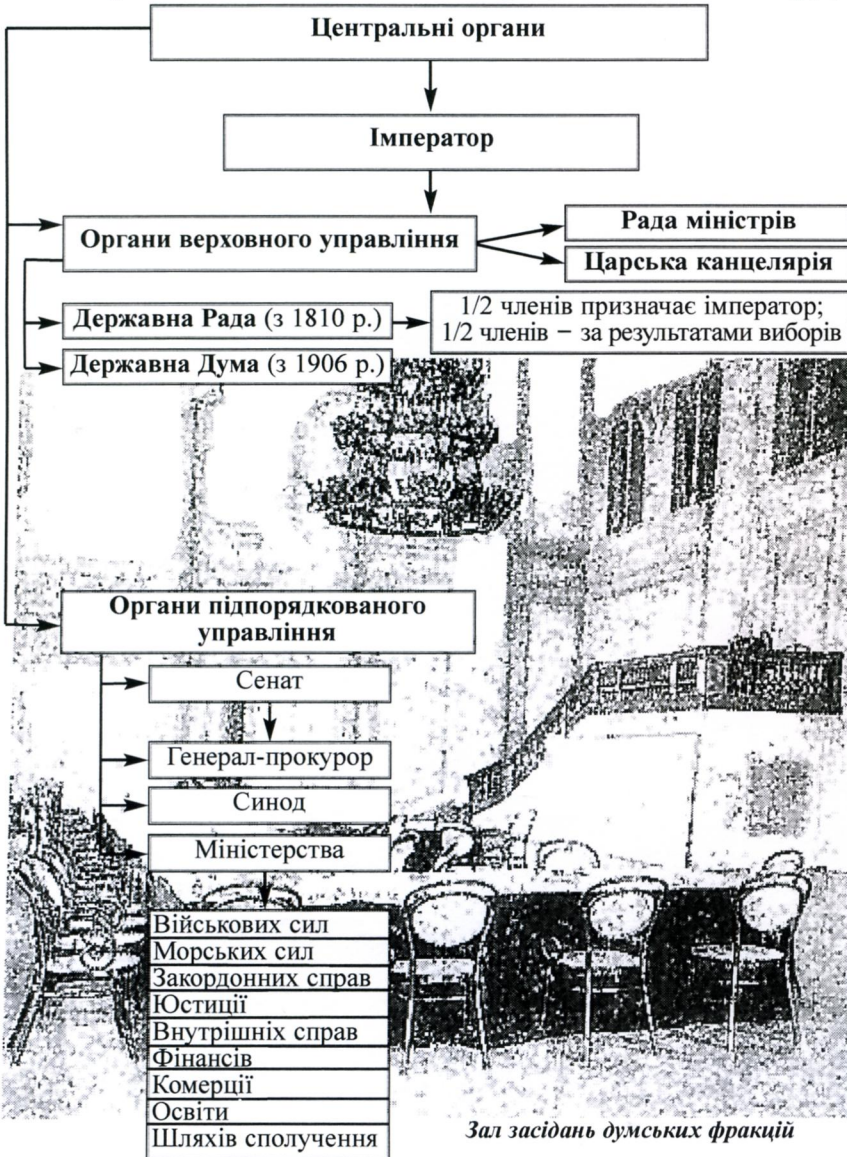 Центральні органи
Імператор
Органи верховного управління
Рада міністрів
Царська канцелярія
Державна Рада (з 1810 р.)
1/2 членів призначає імператор;
1/2 членів – за результатами виборів
Державна Дума (з 1906 р.)
Органи підпорядкованого
управління
Сенат
Генерал-прокурор
Синод
Міністерства
Військових сил
Морських сил
Закордонних справ
Юстиції
Внутрішніх справ
Фінансів
Комерції
Освіти
Шляхів сполучення
Зал засідань думських фракцій